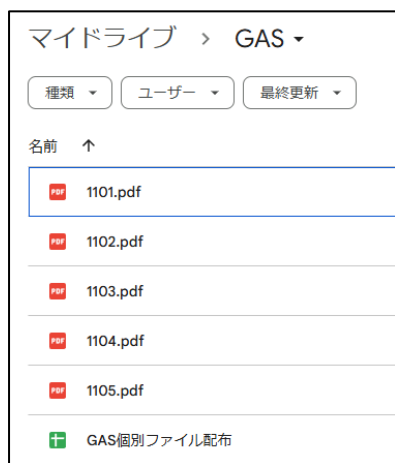 マイドライブ > GAS
種類 ユーザー 最終更新
名前
PDF 1101.pdf
PDF 1102.pdf
PDF 1103.pdf
PDF 1104.pdf
PDF 1105.pdf
GAS個別ファイル配布